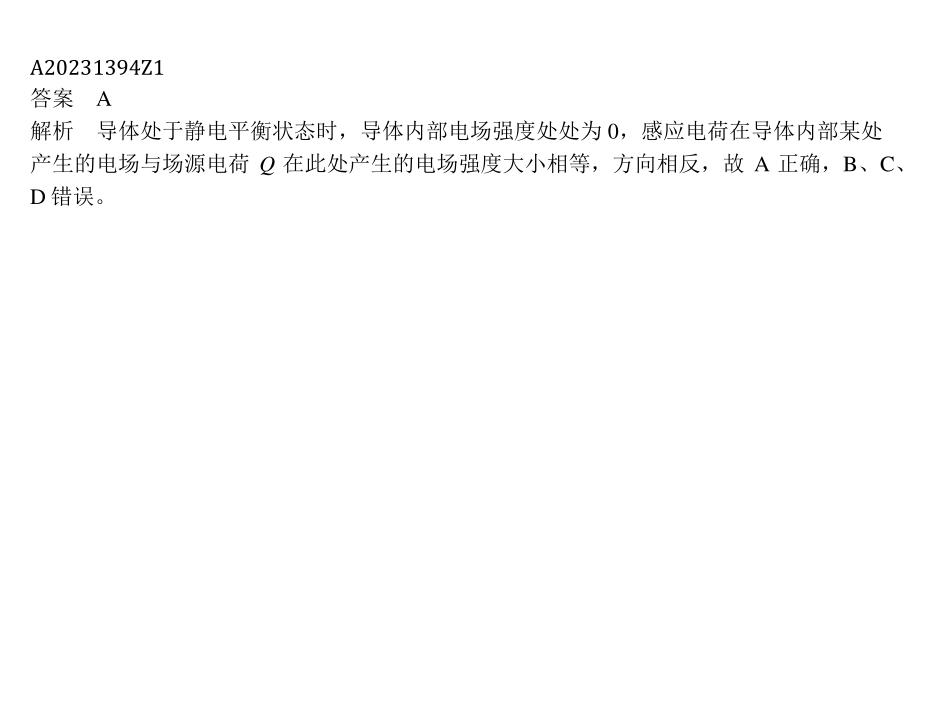 A20231394Z1
答案 A
解析 导体处于静电平衡状态时，导体内部电场强度处处为 0，感应电荷在导体内部某处
产生的电场与场源电荷 Q 在此处产生的电场强度大小相等，方向相反，故 A 正确，B、C、
D 错误。